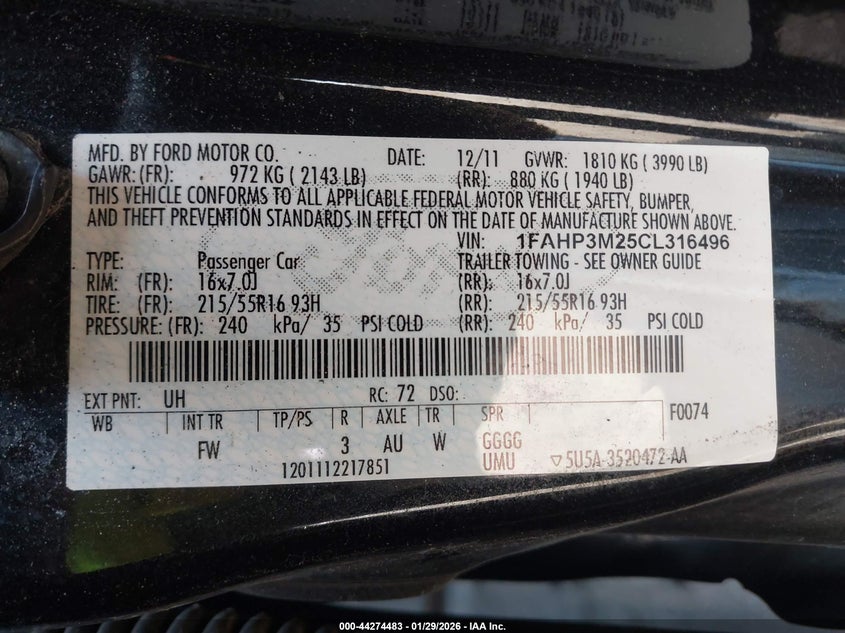 MFD. BY FORD MOTOR CO. DATE: 12/11 GVWR: 1810 KG ( 3990 LB)
GAWR: (FR): 972 KG ( 2143 LB) (RR): 880 KG ( 1940 LB)
THIS VEHICLE CONFORMS TO ALL APPLICABLE FEDERAL MOTOR VEHICLE SAFETY, BUMPER,
AND THEFT PREVENTION STANDARDS IN EFFECT ON THE DATE OF MANUFACTURE SHOWN ABOVE.
VIN: 1FAHP3M25CL316496
TYPE: Passenger Car TRAILER TOWING - SEE OWNER GUIDE
RIM: (FR): 16x7.0J (RR): 16x7.0J
TIRE: (FR): 215/55R16 93H (RR): 215/55R16 93H
PRESSURE: (FR): 240 kPa/ 35 PSI COLD (RR): 240 kPa/ 35 PSI COLD
EXT PNT: UH RC: 72 DSO:
WB INT TR TP/PS R AXLE TR SPR F0074
FW 3 AU W GGGG
1201112217851 UMU ▽5U5A-3520472-AA
000-44274483 - 01/29/2026 - IAA Inc.